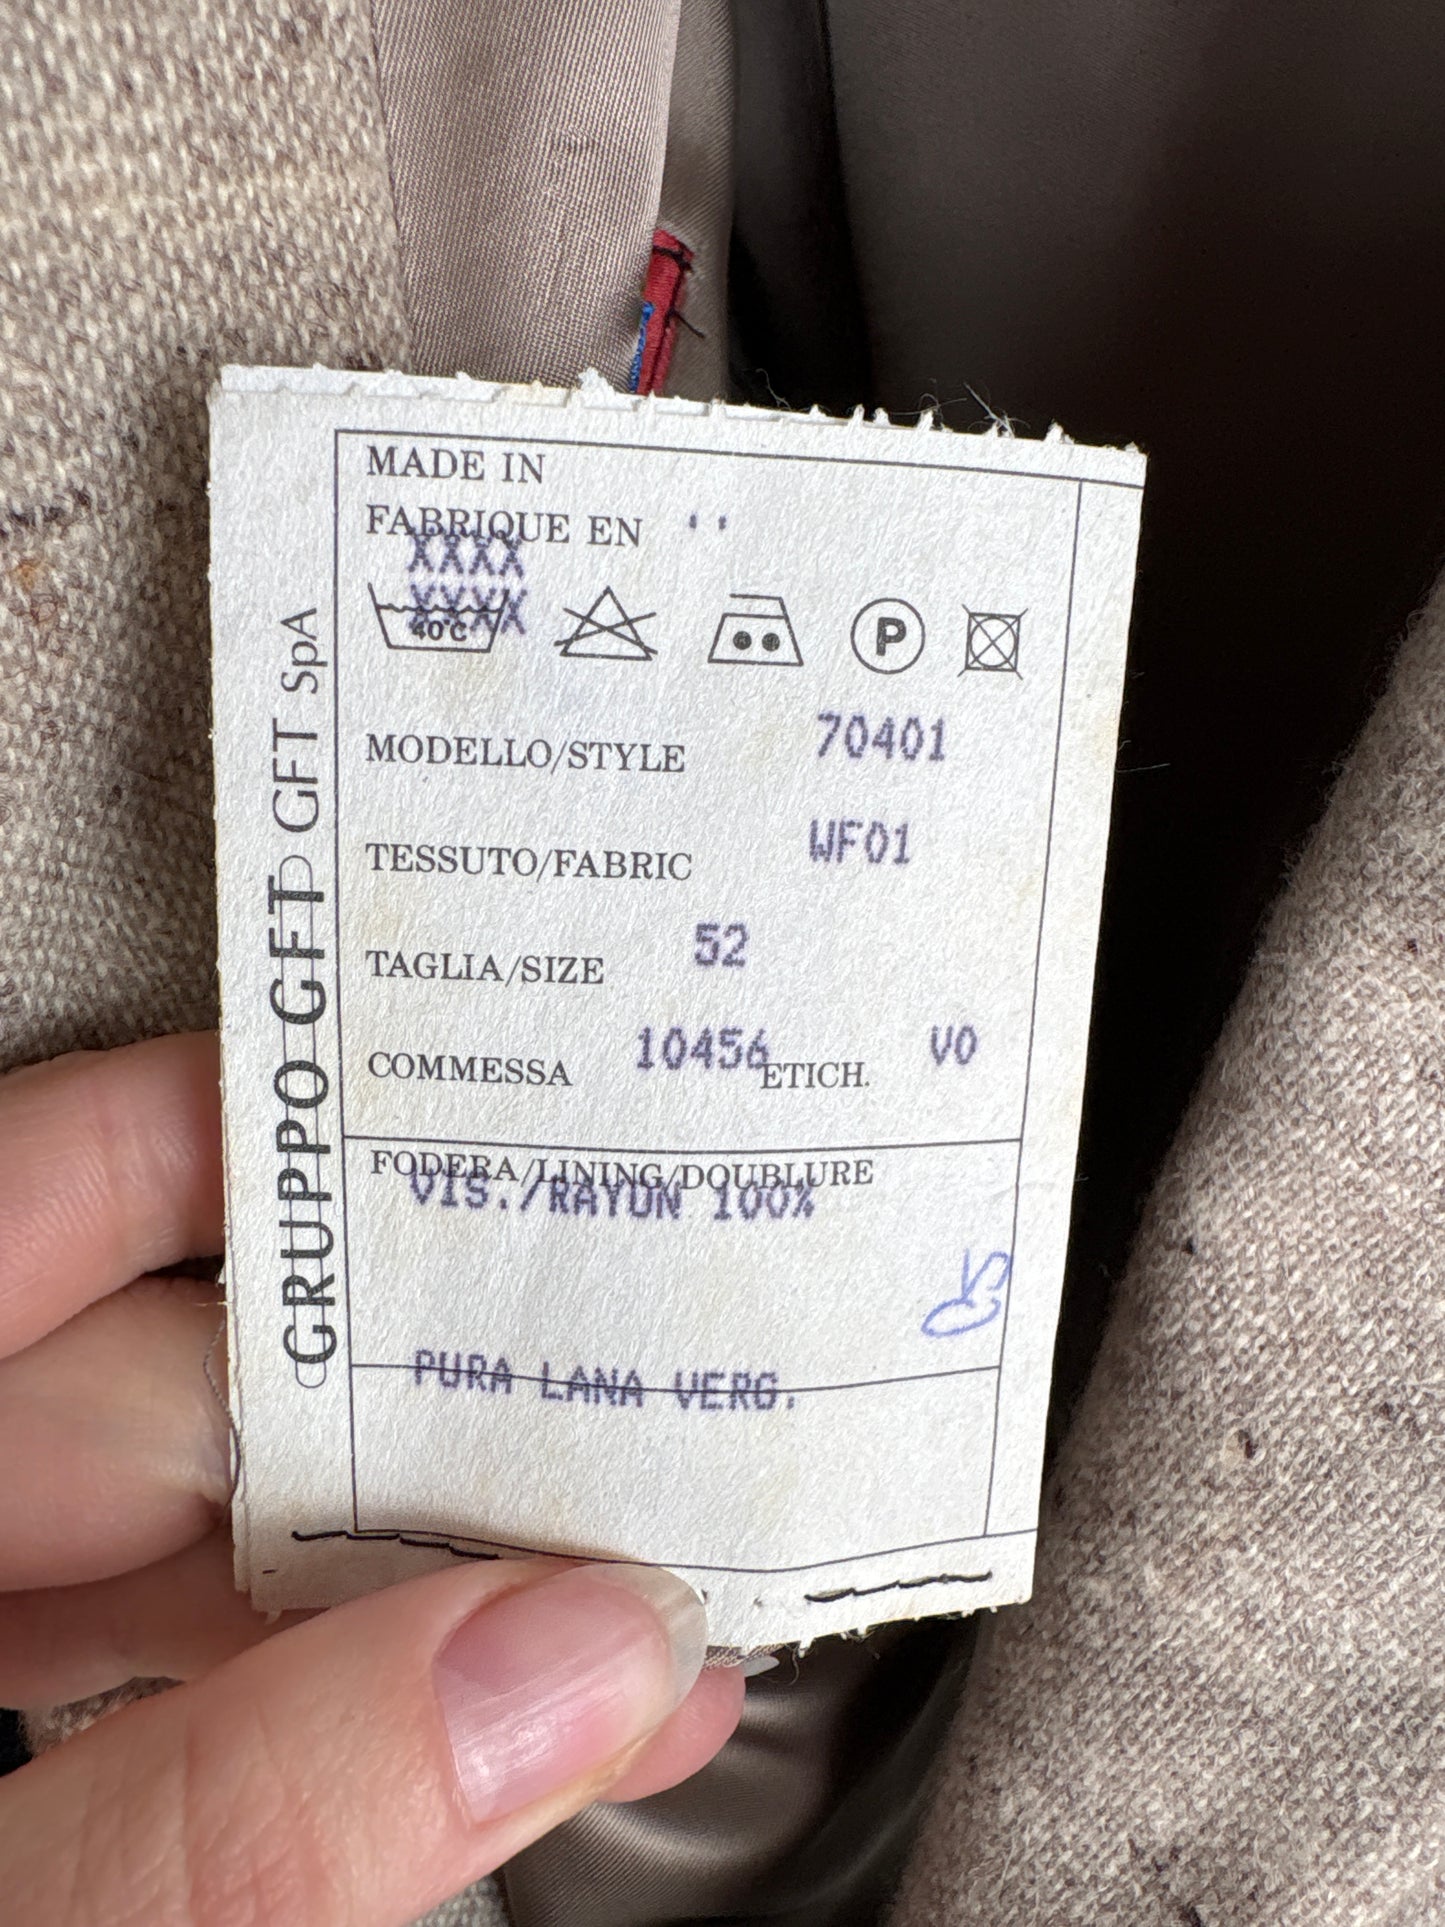 GRUPPO GFT GFT SpA
MADE IN
FABRIQUE EN
XXXX
XXXX
40°C
P
MODELLO/STYLE 70401
TESSUTO/FABRIC WF01
TAGLIA/SIZE 52
COMMESSA 10456 ETICH. V0
FODERA/LINING/DOUBLURE
VIS./RAYON 100%
PURA LANA VERG.